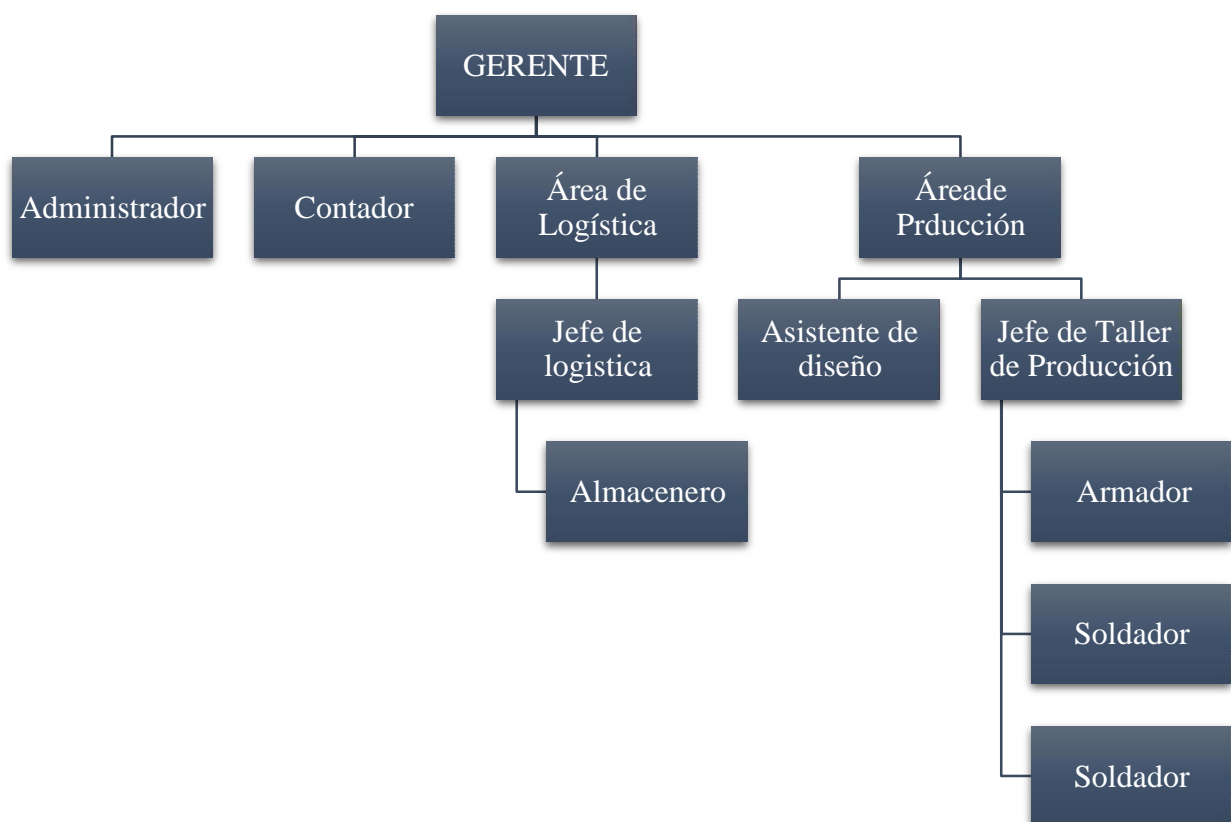 GERENTE
Administrador
Contador
Área de
Logística
Áreade
Prducción
Jefe de
logistica
Asistente de
diseño
Jefe de Taller
de Producción
Almacenero
Armador
Soldador
Soldador